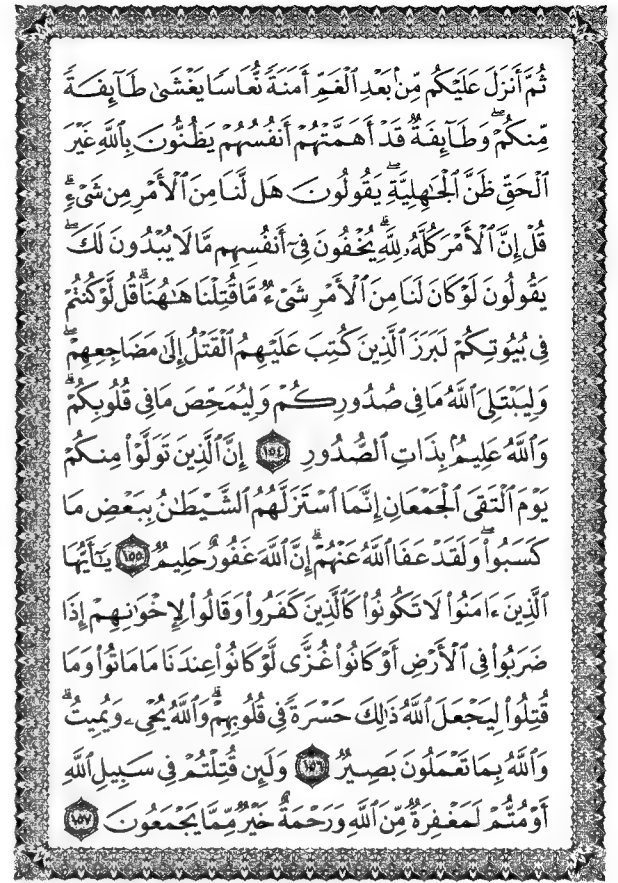 ثُمَّ أَنزَلَ عَلَيْكُم مِّنۢ بَعْدِ ٱلْغَمِّ أَمَنَةً نُّعَاسًا يَغْشَىٰ طَآئِفَةً
مِّنكُمْ ۖ وَطَآئِفَةٌ قَدْ أَهَمَّتْهُمْ أَنفُسُهُمْ يَظُنُّونَ بِٱللَّهِ غَيْرَ
ٱلْحَقِّ ظَنَّ ٱلْجَٰهِلِيَّةِ ۖ يَقُولُونَ هَل لَّنَا مِنَ ٱلْأَمْرِ مِن شَىْءٍ ۗ
قُلْ إِنَّ ٱلْأَمْرَ كُلَّهُۥ لِلَّهِ ۗ يُخْفُونَ فِىٓ أَنفُسِهِم مَّا لَا يُبْدُونَ لَكَ ۖ
يَقُولُونَ لَوْ كَانَ لَنَا مِنَ ٱلْأَمْرِ شَىْءٌ مَّا قُتِلْنَا هَٰهُنَا ۗ قُل لَّوْ كُنتُمْ
فِى بُيُوتِكُمْ لَبَرَزَ ٱلَّذِينَ كُتِبَ عَلَيْهِمُ ٱلْقَتْلُ إِلَىٰ مَضَاجِعِهِمْ ۖ
وَلِيَبْتَلِىَ ٱللَّهُ مَا فِى صُدُورِكُمْ وَلِيُمَحِّصَ مَا فِى قُلُوبِكُمْ ۗ
وَٱللَّهُ عَلِيمٌۢ بِذَاتِ ٱلصُّدُورِ ١٥٤ إِنَّ ٱلَّذِينَ تَوَلَّوْا۟ مِنكُمْ
يَوْمَ ٱلْتَقَى ٱلْجَمْعَانِ إِنَّمَا ٱسْتَزَلَّهُمُ ٱلشَّيْطَٰنُ بِبَعْضِ مَا
كَسَبُوا۟ ۖ وَلَقَدْ عَفَا ٱللَّهُ عَنْهُمْ ۗ إِنَّ ٱللَّهَ غَفُورٌ حَلِيمٌ ١٥٥ يَٰٓأَيُّهَا
ٱلَّذِينَ ءَامَنُوا۟ لَا تَكُونُوا۟ كَٱلَّذِينَ كَفَرُوا۟ وَقَالُوا۟ لِإِخْوَٰنِهِمْ إِذَا
ضَرَبُوا۟ فِى ٱلْأَرْضِ أَوْ كَانُوا۟ غُزًّى لَّوْ كَانُوا۟ عِندَنَا مَا مَاتُوا۟ وَمَا
قُتِلُوا۟ لِيَجْعَلَ ٱللَّهُ ذَٰلِكَ حَسْرَةً فِى قُلُوبِهِمْ ۗ وَٱللَّهُ يُحْىِۦ وَيُمِيتُ ۗ
وَٱللَّهُ بِمَا تَعْمَلُونَ بَصِيرٌ ١٥٦ وَلَئِن قُتِلْتُمْ فِى سَبِيلِ ٱللَّهِ
أَوْ مُتُّمْ لَمَغْفِرَةٌ مِّنَ ٱللَّهِ وَرَحْمَةٌ خَيْرٌ مِّمَّا يَجْمَعُونَ ١٥٧